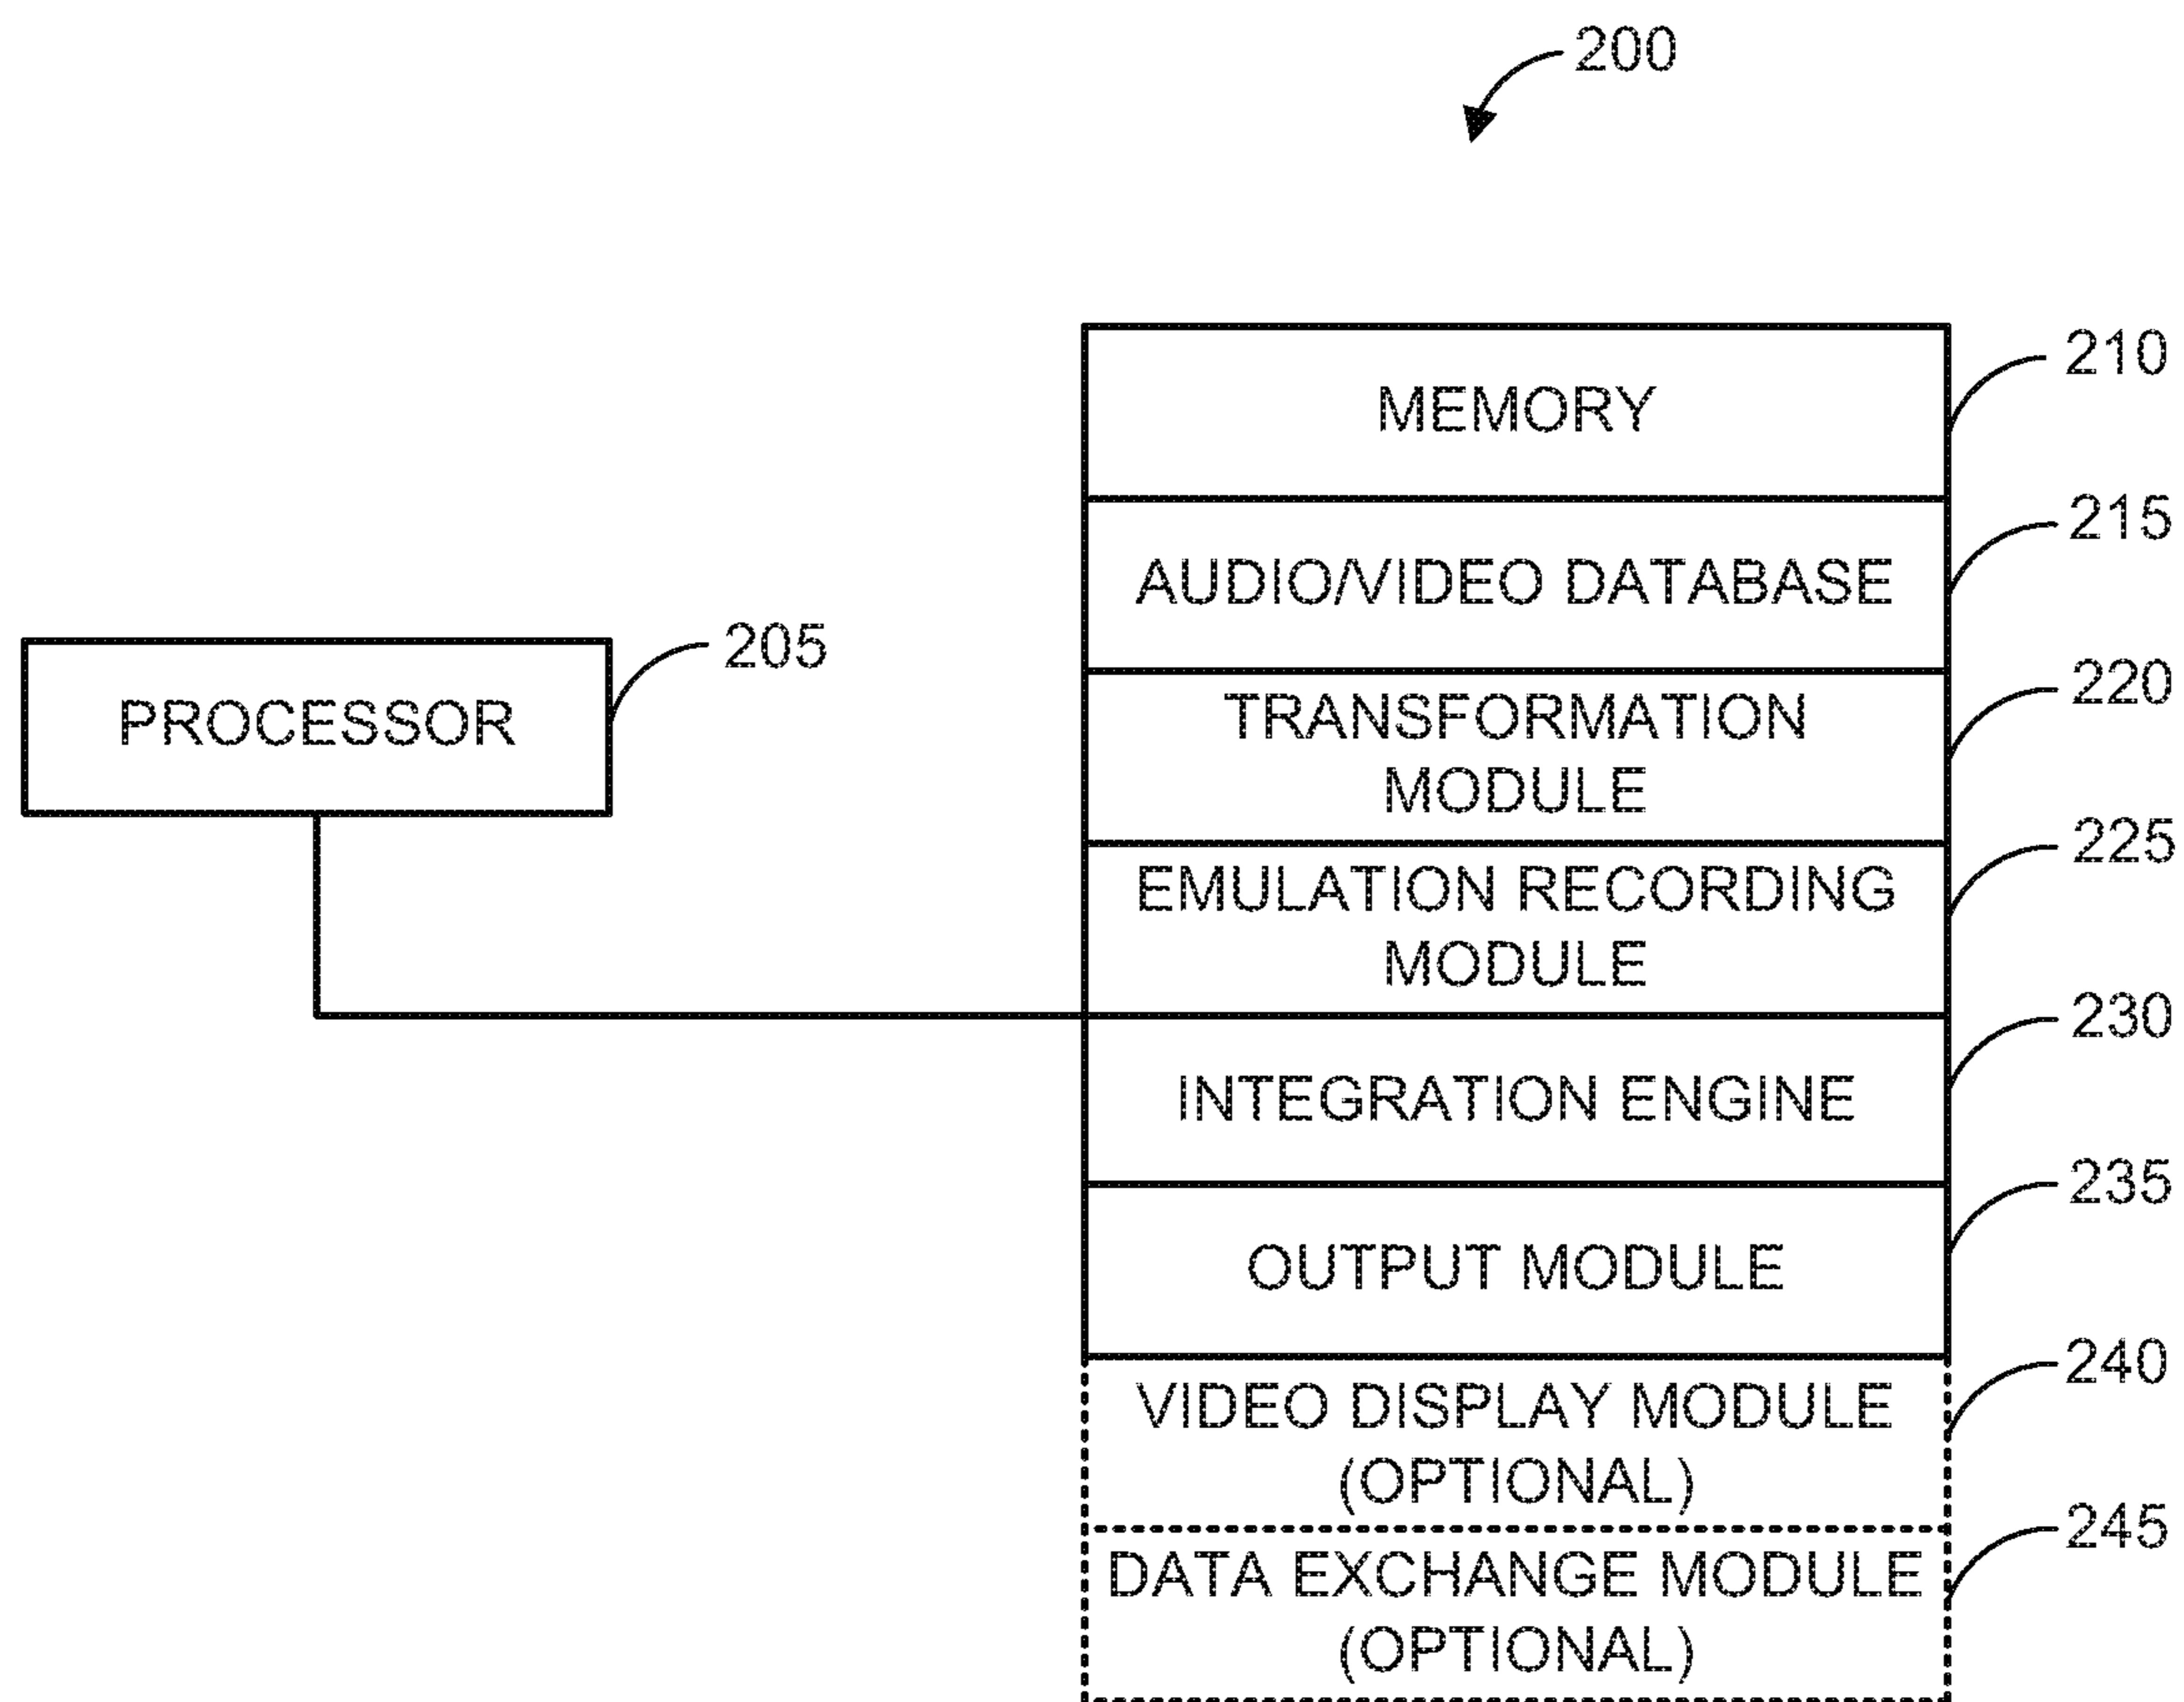 200
MEMORY
210
AUDIO/VIDEO DATABASE
215
PROCESSOR
205
TRANSFORMATION
MODULE
220
EMULATION RECORDING
MODULE
225
INTEGRATION ENGINE
230
OUTPUT MODULE
235
VIDEO DISPLAY MODULE
(OPTIONAL)
240
DATA EXCHANGE MODULE
(OPTIONAL)
245